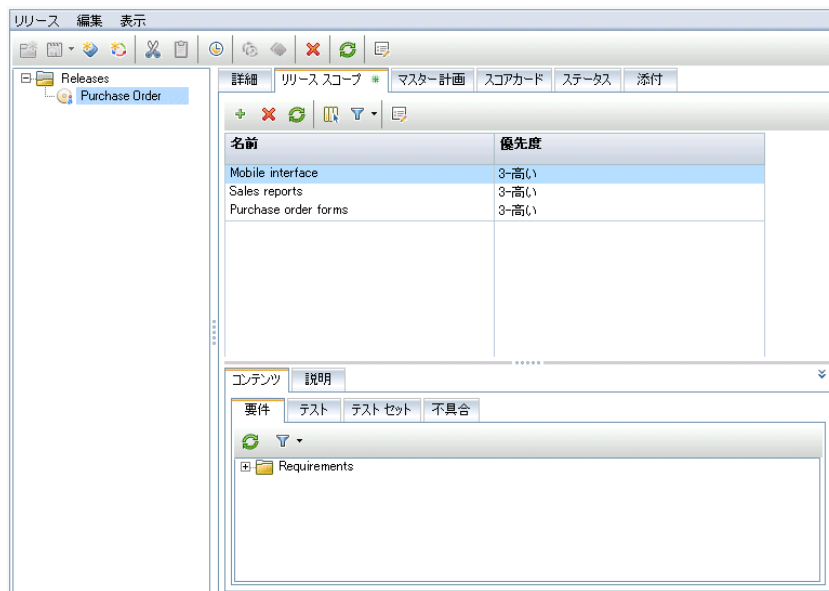 リリース 編集 表示
Releases
Purchase Order
詳細 リリース スコープ * マスター計画 スコアカード ステータス 添付
名前 優先度
Mobile interface 3-高い
Sales reports 3-高い
Purchase order forms 3-高い
コンテンツ 説明
要件 テスト テスト セット 不具合
Requirements